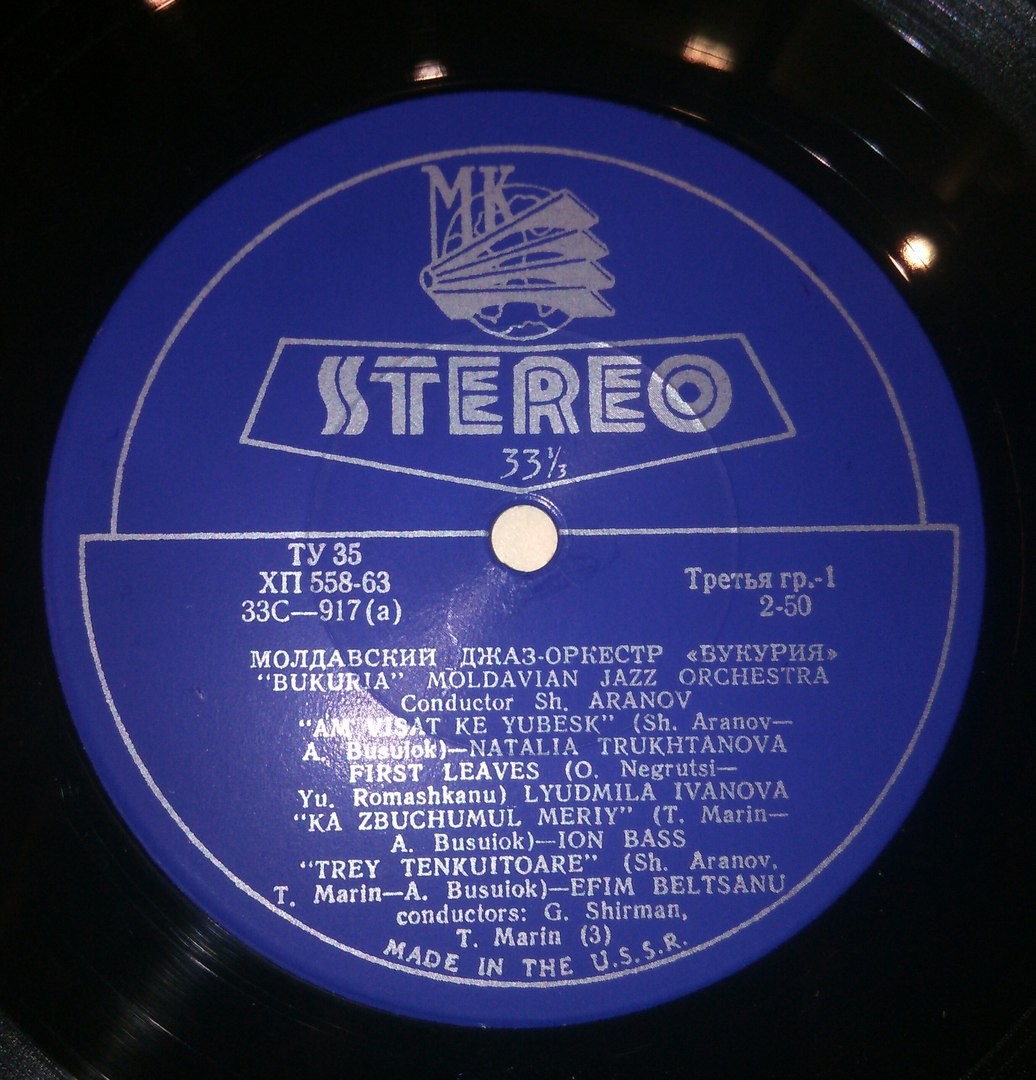 МК
STEREO
33⅓
ТУ 35
ХП 558-63
33С—917(а)
Третья гр.-1
2-50
МОЛДАВСКИЙ ДЖАЗ-ОРКЕСТР «БУКУРИЯ»
"BUKURIA" MOLDAVIAN JAZZ ORCHESTRA
Conductor Sh. ARANOV
"AM VISAT KE YUBESK" (Sh. Aranov—
A. Busuiok)—NATALIA TRUKHTANOVA
FIRST LEAVES (O. Negrutsi—
Yu. Romashkanu) LYUDMILA IVANOVA
"KA ZBUCHUMUL MERIY" (T. Marin—
A. Busuiok)—ION BASS
"TREY TENKUITOARE" (Sh. Aranov,
T. Marin—A. Busuiok)—EFIM BELTSANU
conductors: G. Shirman,
T. Marin (3)
MADE IN THE U.S.S.R.